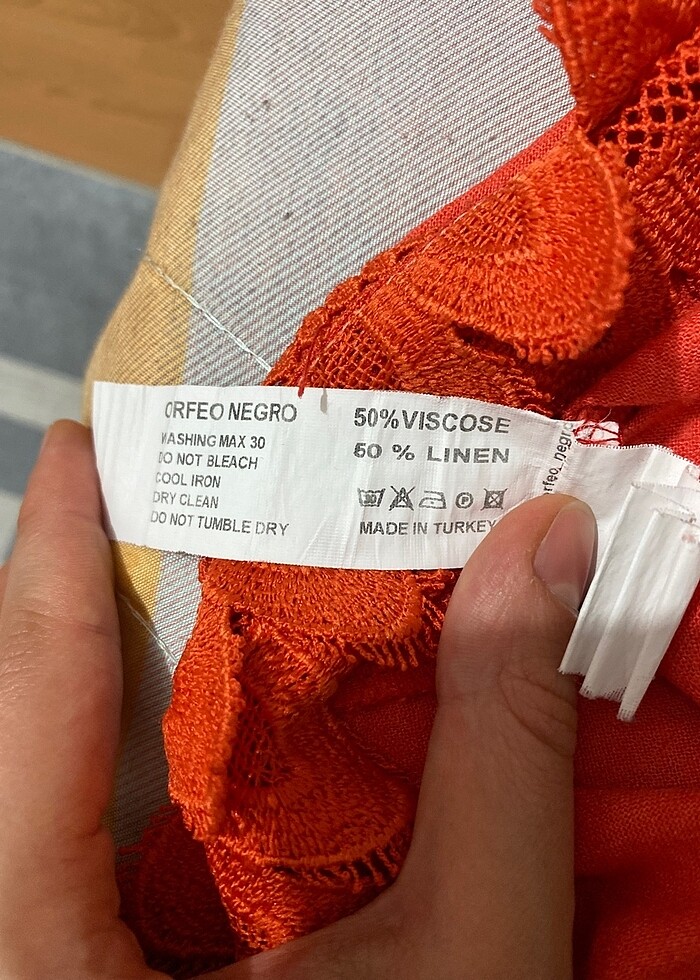 ORFEO NEGRO
WASHING MAX 30
DO NOT BLEACH
COOL IRON
DRY CLEAN
DO NOT TUMBLE DRY
50%VISCOSE
50 % LINEN
MADE IN TURKEY
rfeo_negro